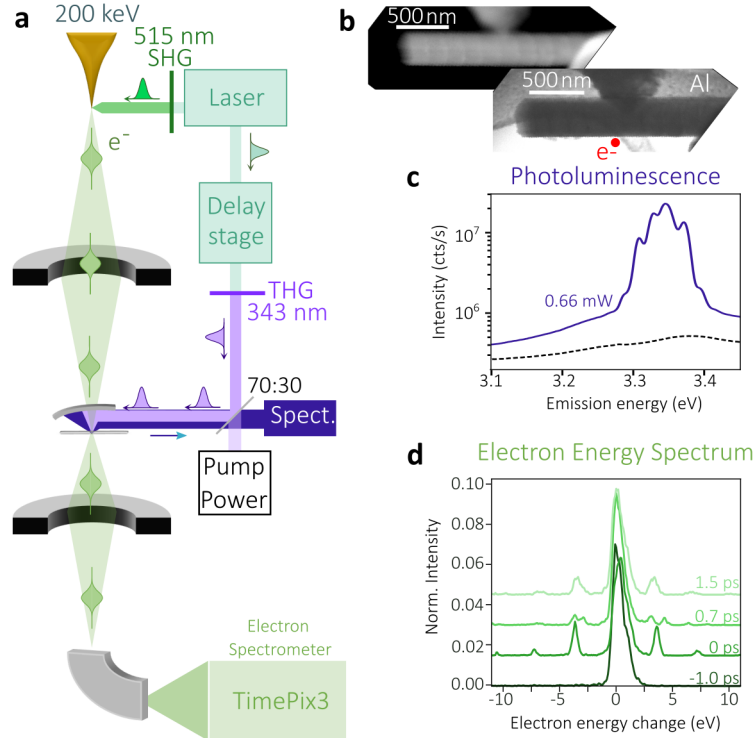 a
200 keV
515 nm
SHG
Laser
e⁻
Delay
stage
THG
343 nm
70:30
Spect.
Pump
Power
Electron
Spectrometer
TimePix3
b
500nm
500nm
Al
e-
c
Photoluminescence
Intensity (cts/s)
10⁷
10⁶
0.66 mW
3.1
3.2
3.3
3.4
Emission energy (eV)
d
Electron Energy Spectrum
Norm. Intensity
0.10
0.08
0.06
0.04
0.02
0.00
1.5 ps
0.7 ps
0 ps
-1.0 ps
-10
-5
0
5
10
Electron energy change (eV)